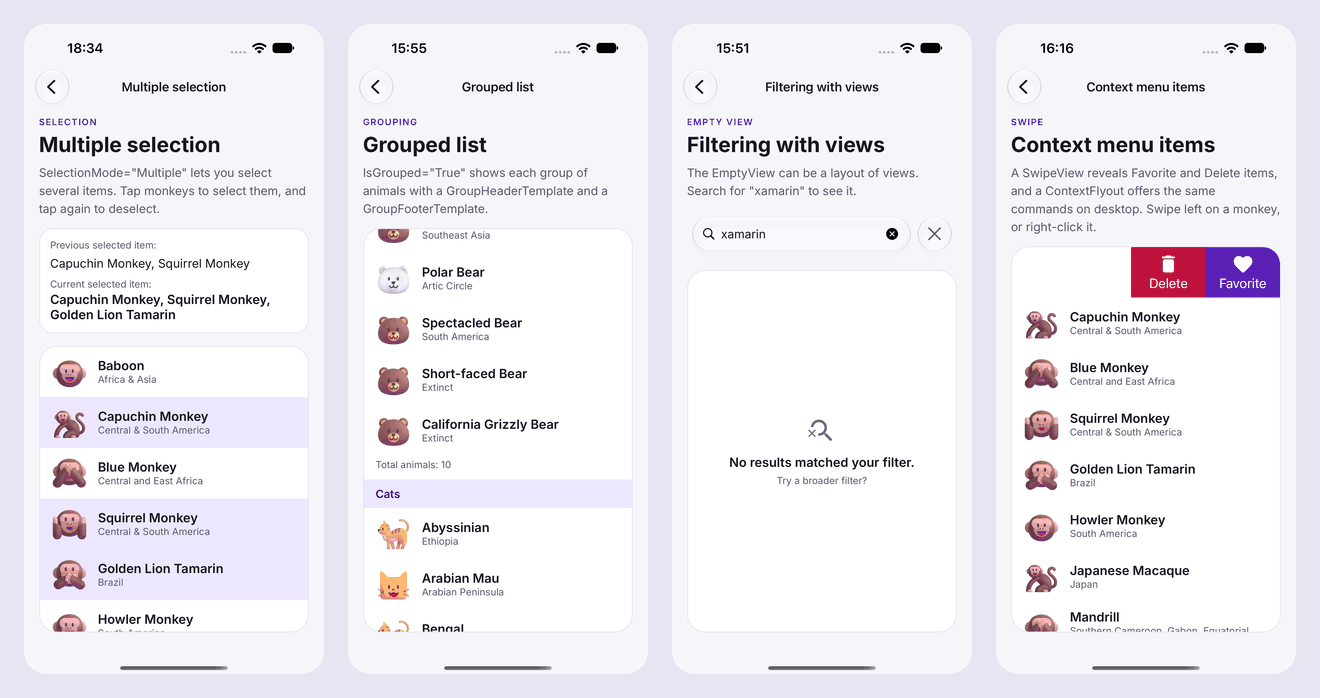 18:34
Multiple selection
SELECTION
Multiple selection
SelectionMode="Multiple" lets you select
several items. Tap monkeys to select them, and
tap again to deselect.
Previous selected item:
Capuchin Monkey, Squirrel Monkey
Current selected item:
Capuchin Monkey, Squirrel Monkey,
Golden Lion Tamarin
Baboon
Africa & Asia
Capuchin Monkey
Central & South America
Blue Monkey
Central and East Africa
Squirrel Monkey
Central & South America
Golden Lion Tamarin
Brazil
Howler Monkey
South America
15:55
Grouped list
GROUPING
Grouped list
IsGrouped="True" shows each group of
animals with a GroupHeaderTemplate and a
GroupFooterTemplate.
Southeast Asia
Polar Bear
Artic Circle
Spectacled Bear
South America
Short-faced Bear
Extinct
California Grizzly Bear
Extinct
Total animals: 10
Cats
Abyssinian
Ethiopia
Arabian Mau
Arabian Peninsula
Bengal
15:51
Filtering with views
EMPTY VIEW
Filtering with views
The EmptyView can be a layout of views.
Search for "xamarin" to see it.
xamarin
No results matched your filter.
Try a broader filter?
16:16
Context menu items
SWIPE
Context menu items
A SwipeView reveals Favorite and Delete items,
and a ContextFlyout offers the same
commands on desktop. Swipe left on a monkey,
or right-click it.
Delete
Favorite
Capuchin Monkey
Central & South America
Blue Monkey
Central and East Africa
Squirrel Monkey
Central & South America
Golden Lion Tamarin
Brazil
Howler Monkey
South America
Japanese Macaque
Japan
Mandrill
Southern Cameroon, Gabon, Equatorial